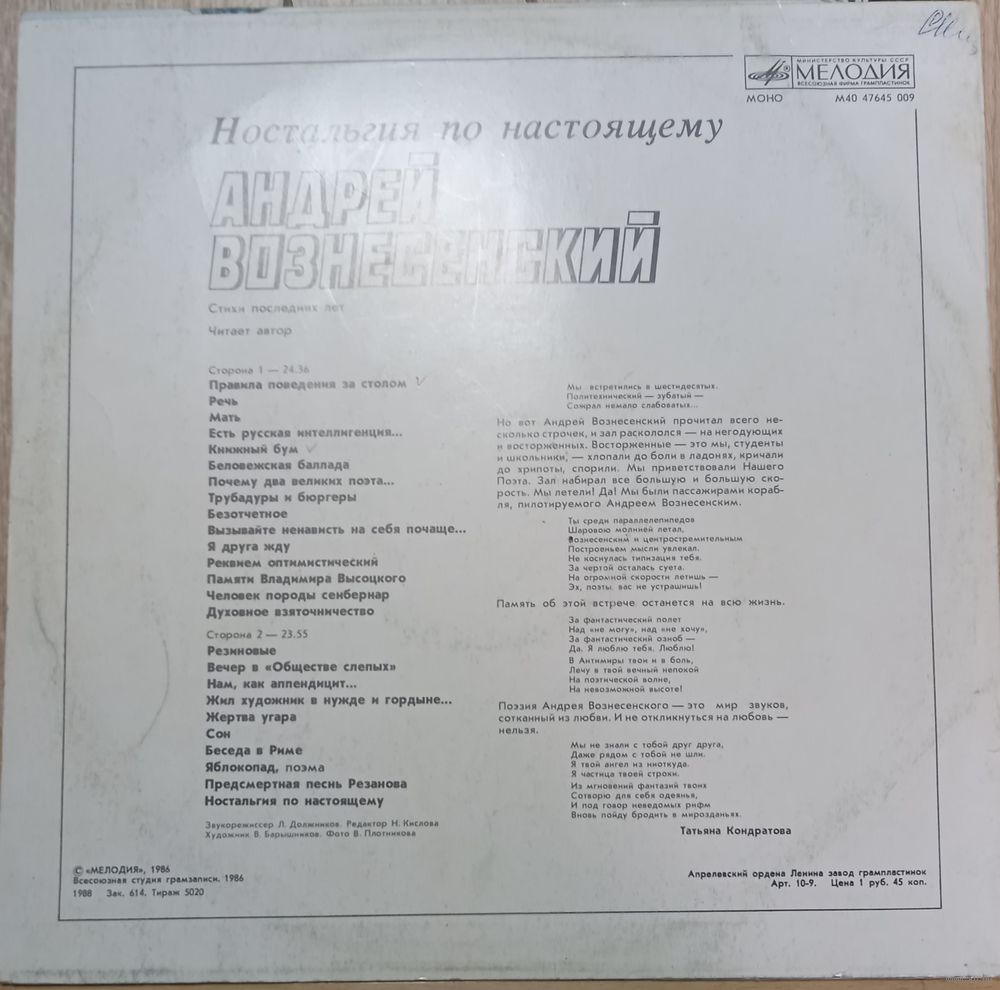 МИНИСТЕРСТВО КУЛЬТУРЫ СССР
МЕЛОДИЯ
ВСЕСОЮЗНАЯ ФИРМА ГРАМПЛАСТИНОК
МОНО М40 47645 009
Ностальгия по настоящему
АНДРЕЙ
ВОЗНЕСЕНСКИЙ
Стихи последних лет
Читает автор
Сторона 1 — 24.36
Правила поведения за столом
Речь
Мать
Есть русская интеллигенция...
Книжный бум
Беловежская баллада
Почему два великих поэта...
Трубадуры и бюргеры
Безотчетное
Вызывайте ненависть на себя почаще...
Я друга жду
Реквием оптимистический
Памяти Владимира Высоцкого
Человек породы сенбернар
Духовное взяточничество
Сторона 2 — 23.55
Резиновые
Вечер в «Обществе слепых»
Нам, как аппендицит...
Жил художник в нужде и гордыне...
Жертва угара
Сон
Беседа в Риме
Яблокопад, поэма
Предсмертная песнь Резанова
Ностальгия по настоящему
Звукорежиссер Л. Должников. Редактор Н. Кислова
Художник В. Барышников. Фото В. Плотникова
Мы встретились в шестидесятых.
Политехнический — зубатый —
Сожрал немало слабоватых...
Но вот Андрей Вознесенский прочитал всего не-
сколько строчек, и зал раскололся — на негодующих
и восторженных. Восторженные — это мы, студенты
и школьники, — хлопали до боли в ладонях, кричали
до хрипоты, спорили. Мы приветствовали Нашего
Поэта. Зал набирал все большую и большую ско-
рость. Мы летели! Да! Мы были пассажирами кораб-
ля, пилотируемого Андреем Вознесенским.
Ты среди параллелепипедов
Шаровою молнией летал,
Вознесенским и центростремительным
Построеньем мысли увлекал.
Не коснулась типизация тебя.
За чертой осталась суета.
На огромной скорости летишь —
Эх, поэты, вас не устрашишь!
Память об этой встрече останется на всю жизнь.
За фантастический полет
Над «не могу», над «не хочу»,
За фантастический озноб —
Да. Я люблю тебя. Люблю!
В Антимиры твои и в боль,
Лечу в твой вечный непокой
На поэтической волне,
На невозможной высоте!
Поэзия Андрея Вознесенского — это мир звуков,
сотканный из любви. И не откликнуться на любовь —
нельзя.
Мы не знали с тобой друг друга,
Даже рядом с тобой не шли.
Я твой ангел из ниоткуда.
Я частица твоей строки.
Из мгновений фантазий твоих
Сотворю для себя одеянья,
И под говор неведомых рифм
Вновь пойду бродить в мирозданьях.
Татьяна Кондратова
© «МЕЛОДИЯ», 1986
Всесоюзная студия грамзаписи. 1986
1988 Зак. 614. Тираж 5020
Апрелевский ордена Ленина завод грампластинок
Арт. 10-9. Цена 1 руб. 45 коп.